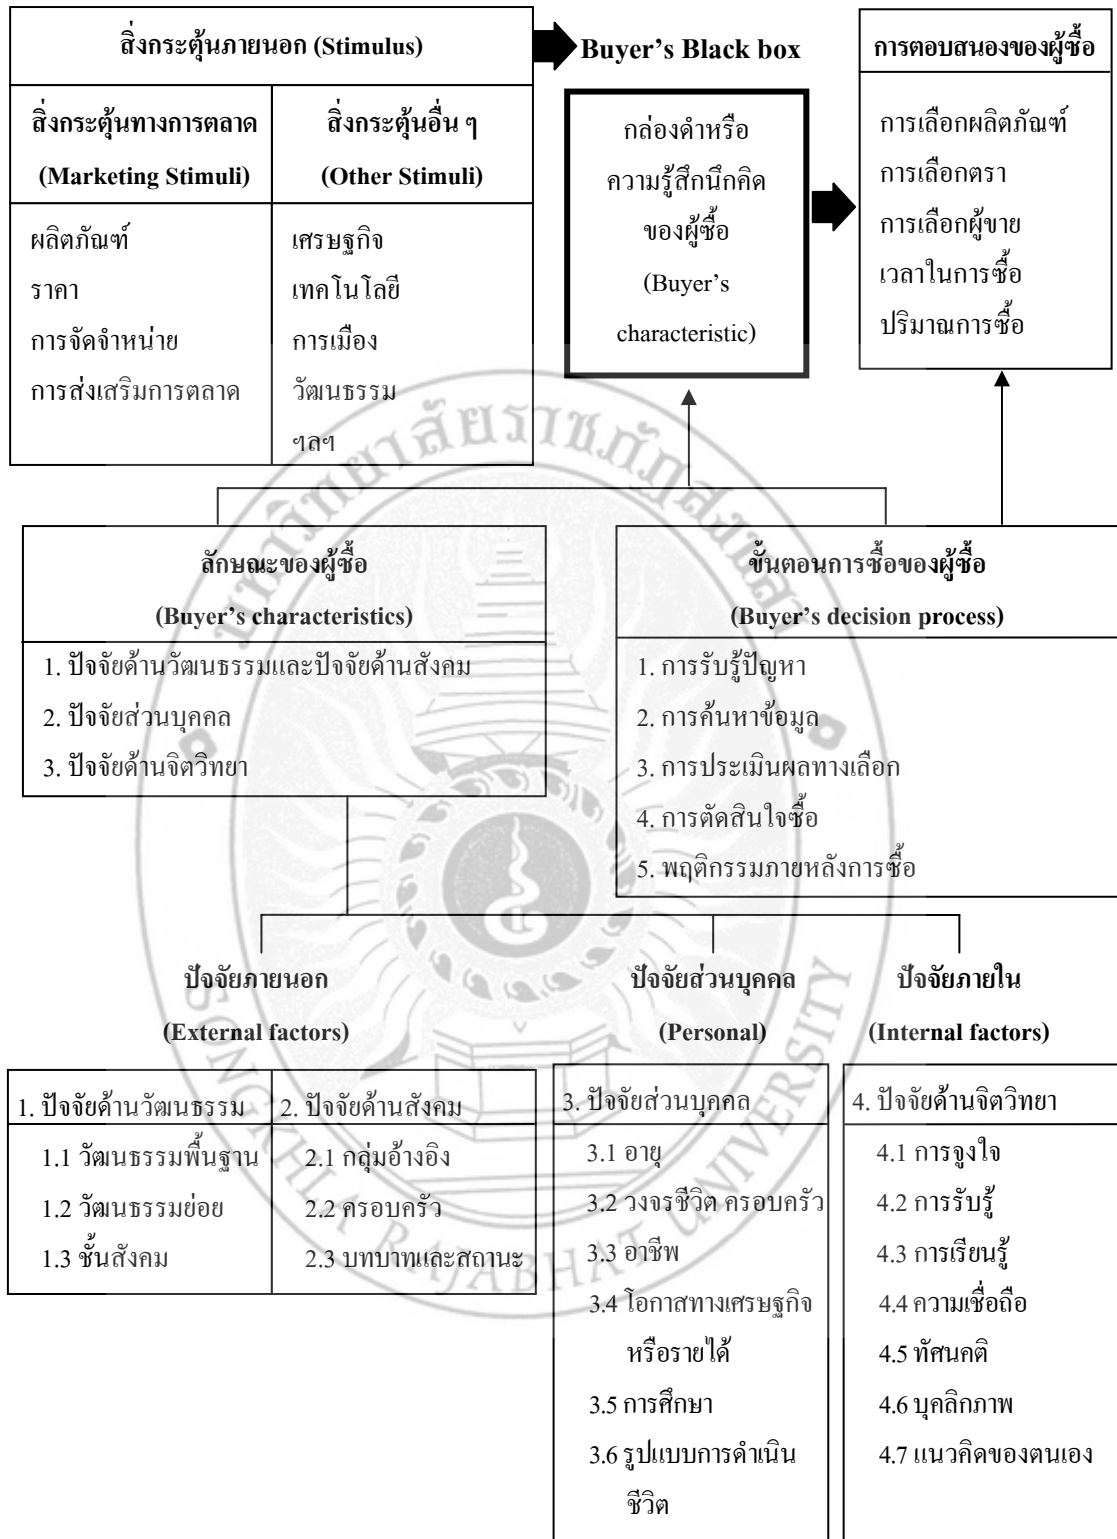 สิ่งกระตุ้นภายนอก (Stimulus)
สิ่งกระตุ้นทางการตลาด
(Marketing Stimuli)
สิ่งกระตุ้นอื่น ๆ
(Other Stimuli)
ผลิตภัณฑ์
ราคา
การจัดจำหน่าย
การส่งเสริมการตลาด
เศรษฐกิจ
เทคโนโลยี
การเมือง
วัฒนธรรม
ฯลฯ
Buyer’s Black box
กล่องดำหรือ
ความรู้สึกนึกคิด
ของผู้ซื้อ
(Buyer’s
characteristic)
การตอบสนองของผู้ซื้อ
การเลือกผลิตภัณฑ์
การเลือกตรา
การเลือกผู้ขาย
เวลาในการซื้อ
ปริมาณการซื้อ
ลักษณะของผู้ซื้อ
(Buyer’s characteristics)
1. ปัจจัยด้านวัฒนธรรมและปัจจัยด้านสังคม
2. ปัจจัยส่วนบุคคล
3. ปัจจัยด้านจิตวิทยา
ขั้นตอนการซื้อของผู้ซื้อ
(Buyer’s decision process)
1. การรับรู้ปัญหา
2. การค้นหาข้อมูล
3. การประเมินผลทางเลือก
4. การตัดสินใจซื้อ
5. พฤติกรรมภายหลังการซื้อ
ปัจจัยภายนอก
(External factors)
ปัจจัยส่วนบุคคล
(Personal)
ปัจจัยภายใน
(Internal factors)
1. ปัจจัยด้านวัฒนธรรม
1.1 วัฒนธรรมพื้นฐาน
1.2 วัฒนธรรมย่อย
1.3 ชั้นสังคม
2. ปัจจัยด้านสังคม
2.1 กลุ่มอ้างอิง
2.2 ครอบครัว
2.3 บทบาทและสถานะ
3. ปัจจัยส่วนบุคคล
3.1 อายุ
3.2 วงจรชีวิต ครอบครัว
3.3 อาชีพ
3.4 โอกาสทางเศรษฐกิจ
หรือรายได้
3.5 การศึกษา
3.6 รูปแบบการดำเนิน
ชีวิต
4. ปัจจัยด้านจิตวิทยา
4.1 การจูงใจ
4.2 การรับรู้
4.3 การเรียนรู้
4.4 ความเชื่อถือ
4.5 ทัศนคติ
4.6 บุคลิกภาพ
4.7 แนวคิดของตนเอง
มหาวิทยาลัยราชภัฏสงขลา
SONGKHLA RAJABHAT UNIVERSITY